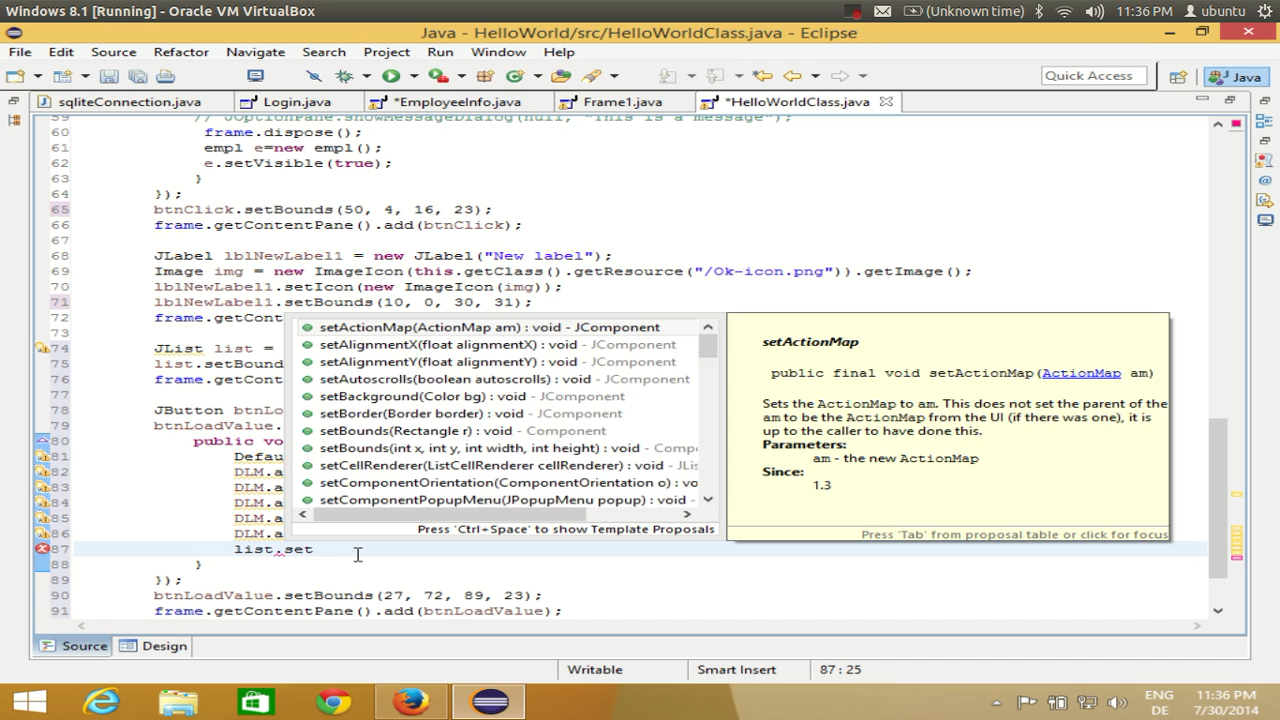 Windows 8.1 [Running] - Oracle VM VirtualBox
(Unknown time) 11:36 PM ubuntu
Java - HelloWorld/src/HelloWorldClass.java - Eclipse
File Edit Source Refactor Navigate Search Project Run Window Help
Quick Access Java
sqliteConnection.java Login.java *EmployeeInfo.java Frame1.java *HelloWorldClass.java
59 // JOptionPane.showMessageDialog(null, "This is a message");
60 frame.dispose();
61 empl e=new empl();
62 e.setVisible(true);
63 }
64 });
65 btnClick.setBounds(50, 4, 16, 23);
66 frame.getContentPane().add(btnClick);
67
68 JLabel lblNewLabel1 = new JLabel("New label");
69 Image img = new ImageIcon(this.getClass().getResource("/Ok-icon.png")).getImage();
70 lblNewLabel1.setIcon(new ImageIcon(img));
71 lblNewLabel1.setBounds(10, 0, 30, 31);
72 frame.getCont
73
74 JList list =
75 list.setBound
76 frame.getCont
77
78 JButton btnLo
79 btnLoadValue.
80 public vo
81 Defau
82 DLM.a
83 DLM.a
84 DLM.a
85 DLM.a
86 DLM.a
87 list.set
88 }
89 });
90 btnLoadValue.setBounds(27, 72, 89, 23);
91 frame.getContentPane().add(btnLoadValue);
setActionMap(ActionMap am) : void - JComponent
setAlignmentX(float alignmentX) : void - JComponent
setAlignmentY(float alignmentY) : void - JComponent
setAutoscrolls(boolean autoscrolls) : void - JComponent
setBackground(Color bg) : void - JComponent
setBorder(Border border) : void - JComponent
setBounds(Rectangle r) : void - JComponent
setBounds(int x, int y, int width, int height) : void - Compo
setCellRenderer(ListCellRenderer cellRenderer) : void - JLis
setComponentOrientation(ComponentOrientation o) : vo
setComponentPopupMenu(JPopupMenu popup) : void -
Press 'Ctrl+Space' to show Template Proposals
setActionMap
public final void setActionMap(ActionMap am)
Sets the ActionMap to am. This does not set the parent of the
am to be the ActionMap from the UI (if there was one), it is
up to the caller to have done this.
Parameters:
am - the new ActionMap
Since:
1.3
Press 'Tab' from proposal table or click for focus
Source Design
Writable Smart Insert 87 : 25
ENG 11:36 PM
DE 7/30/2014